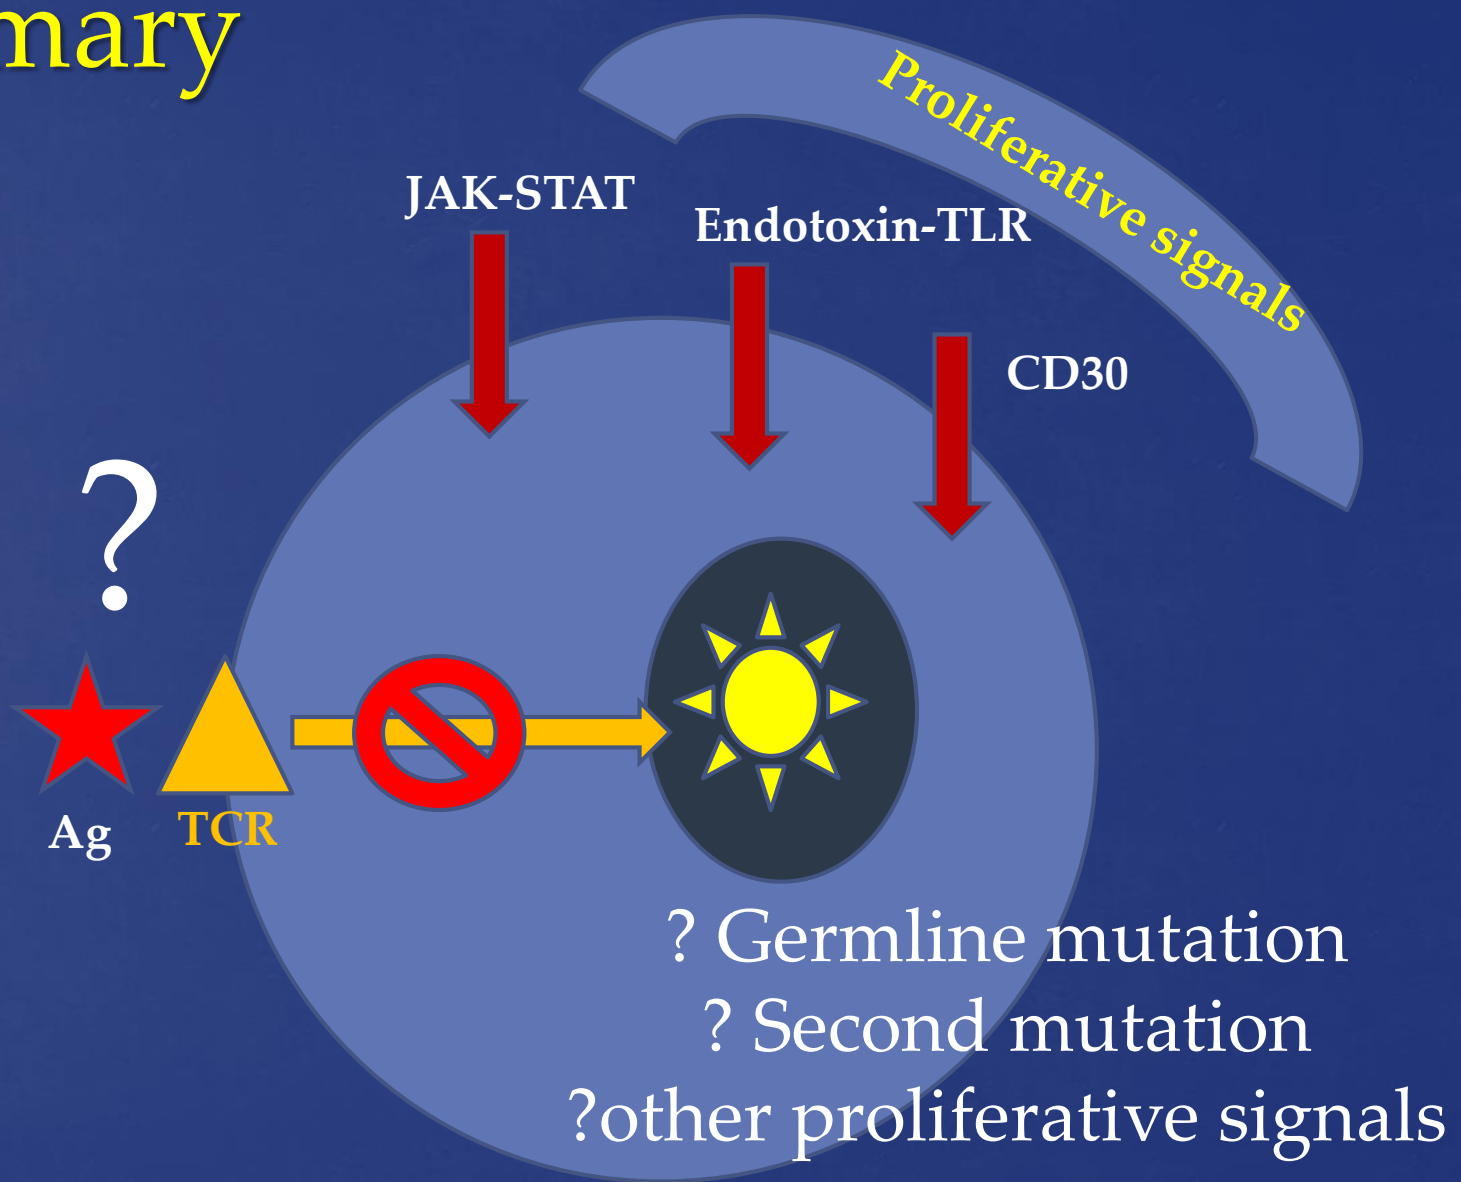 mary
Proliferative signals
JAK-STAT
Endotoxin-TLR
CD30
?
Ag
TCR
? Germline mutation
? Second mutation
?other proliferative signals